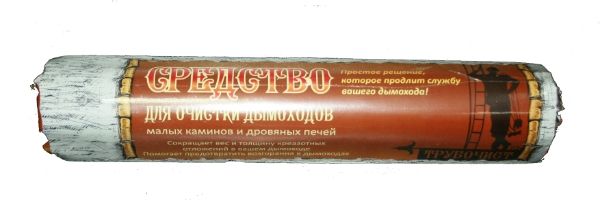 СРЕДСТВО
ДЛЯ ОЧИСТКИ ДЫМОХОДОВ
малых каминов и дровяных печей
Сокращает вес и толщину креазотных
отложений в вашем дымоходе
Помогает предотвратить возгорания в дымоходах
Простое решение,
которое продлит службу
вашего дымохода!
ТРУБОЧИСТ